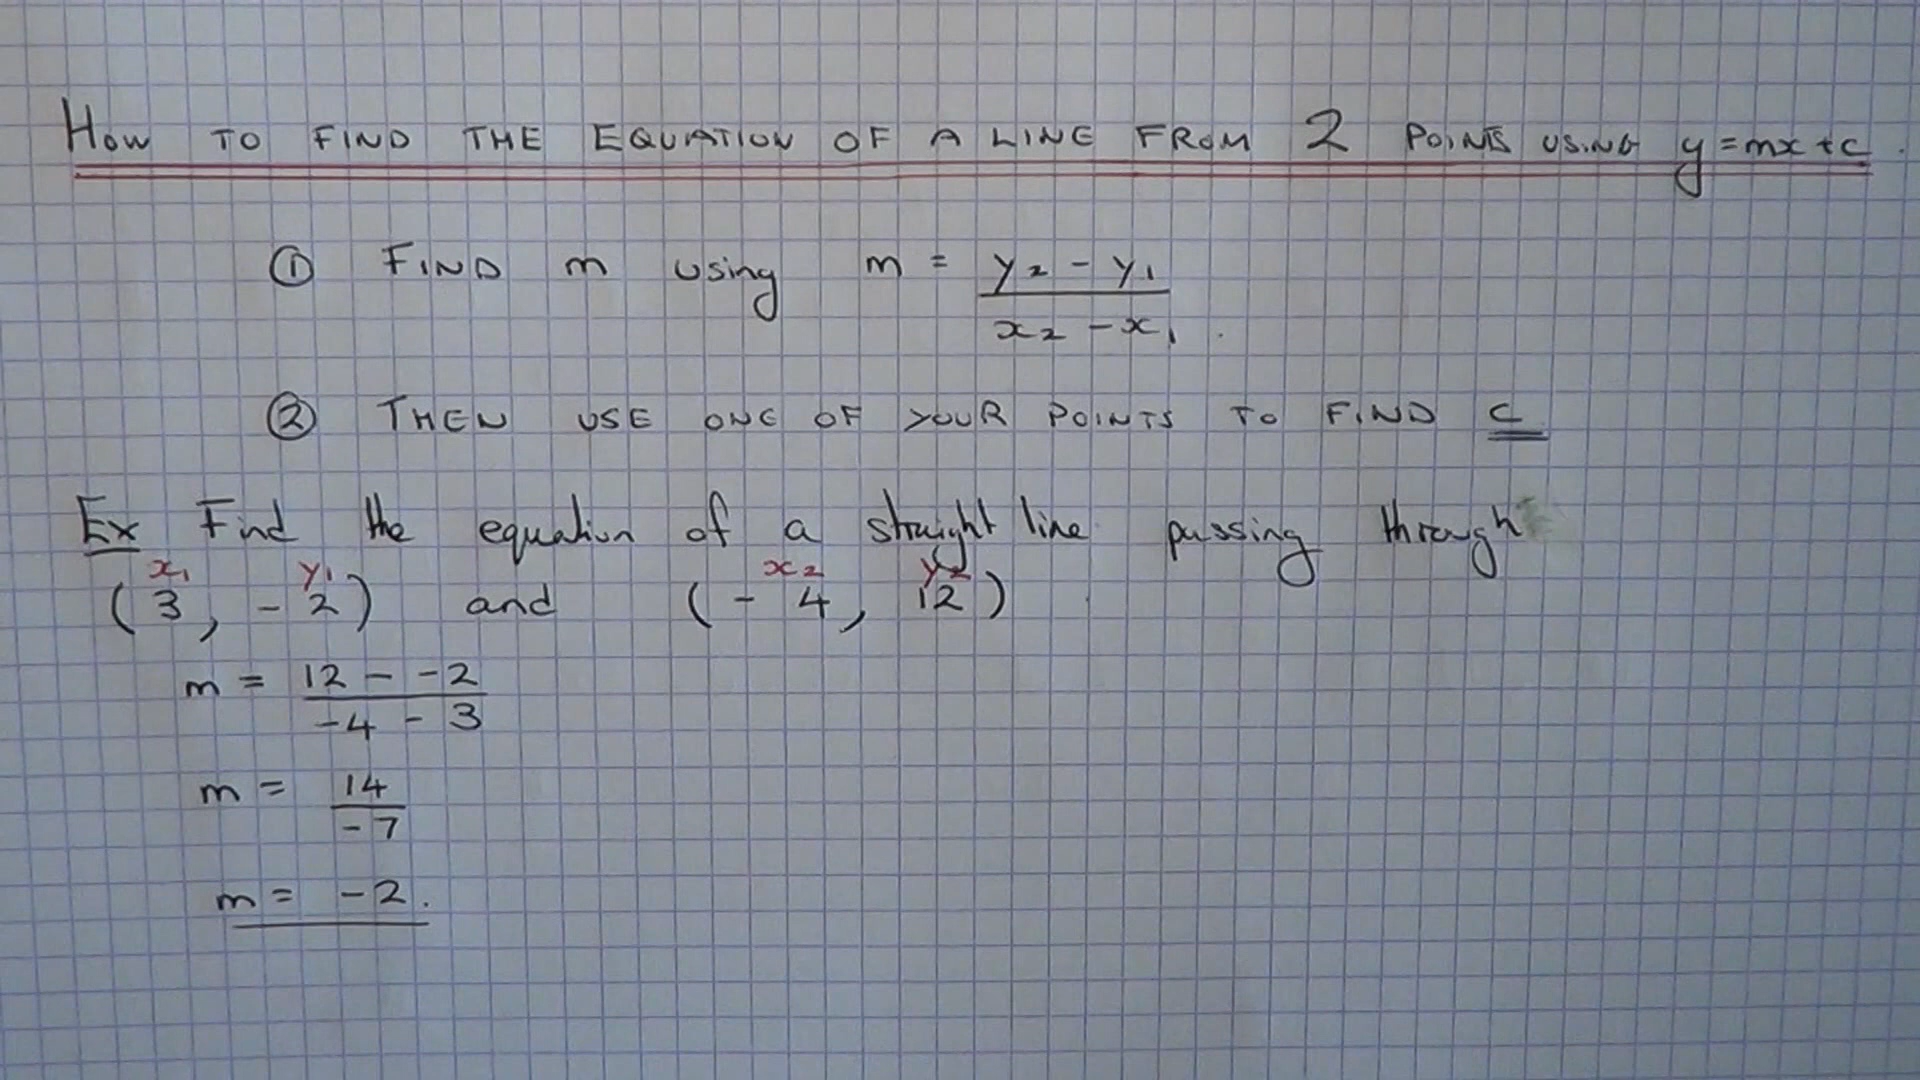 HOW TO FIND THE EQUATION OF A LINE FROM 2 POINTS USING y = mx + c.
① FIND m using m = y₂ - y₁
x₂ - x₁.
② THEN USE ONE OF YOUR POINTS TO FIND c
Ex Find the equation of a straight line passing through
x₁ y₁ x₂ y₂
(3, -2) and (-4, 12)
m = 12 - -2
-4 - 3
m = 14
-7
m = -2.